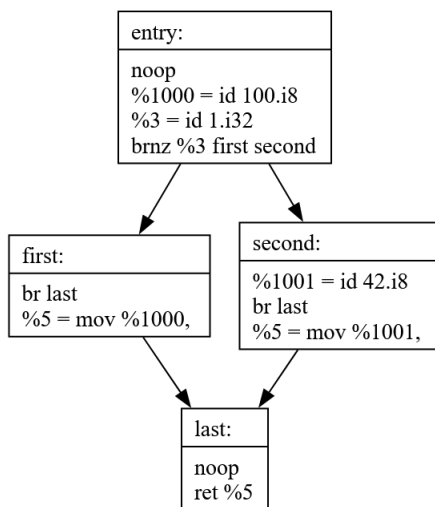 entry:
noop
%1000 = id 100.i8
%3 = id 1.i32
brnz %3 first second
first:
br last
%5 = mov %1000,
second:
%1001 = id 42.i8
br last
%5 = mov %1001,
last:
noop
ret %5